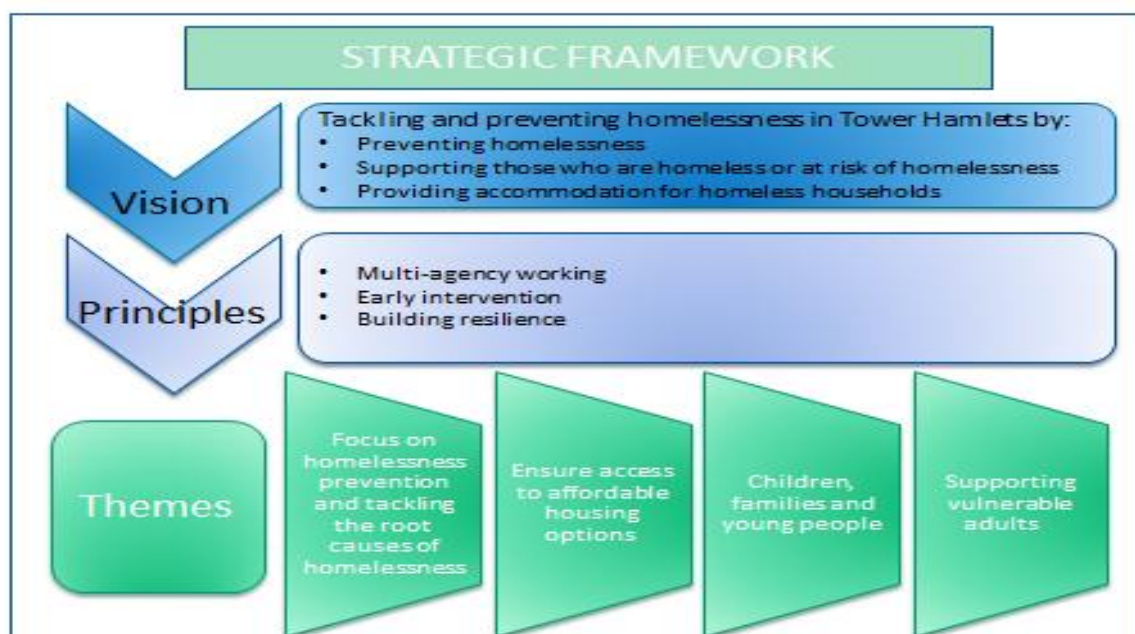 STRATEGIC FRAMEWORK
Vision
Tackling and preventing homelessness in Tower Hamlets by:
• Preventing homelessness
• Supporting those who are homeless or at risk of homelessness
• Providing accommodation for homeless households
Principles
• Multi-agency working
• Early intervention
• Building resilience
Themes
Focus on
homelessness
prevention
and tackling
the root
causes of
homelessness
Ensure access
to affordable
housing
options
Children,
families and
young people
Supporting
vulnerable
adults